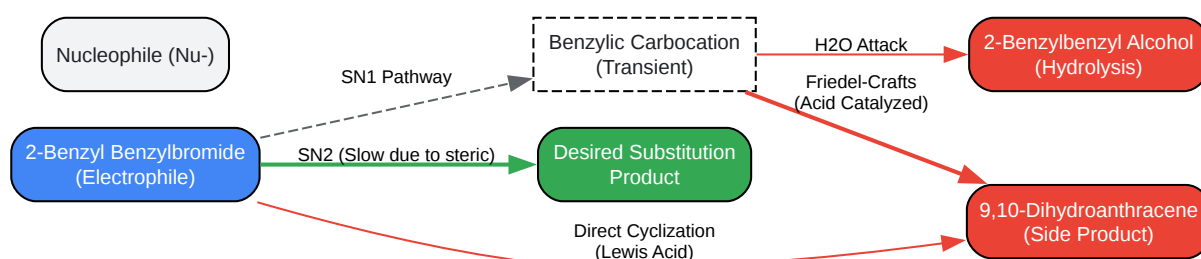 Nucleophile (Nu-)
2-Benzyl Benzylbromide
(Electrophile)
SN1 Pathway
SN2 (Slow due to steric)
Benzylic Carbocation
(Transient)
Desired Substitution
Product
Direct Cyclization
(Lewis Acid)
H2O Attack
Friedel-Crafts
(Acid Catalyzed)
2-Benzylbenzyl Alcohol
(Hydrolysis)
9,10-Dihydroanthracene
(Side Product)